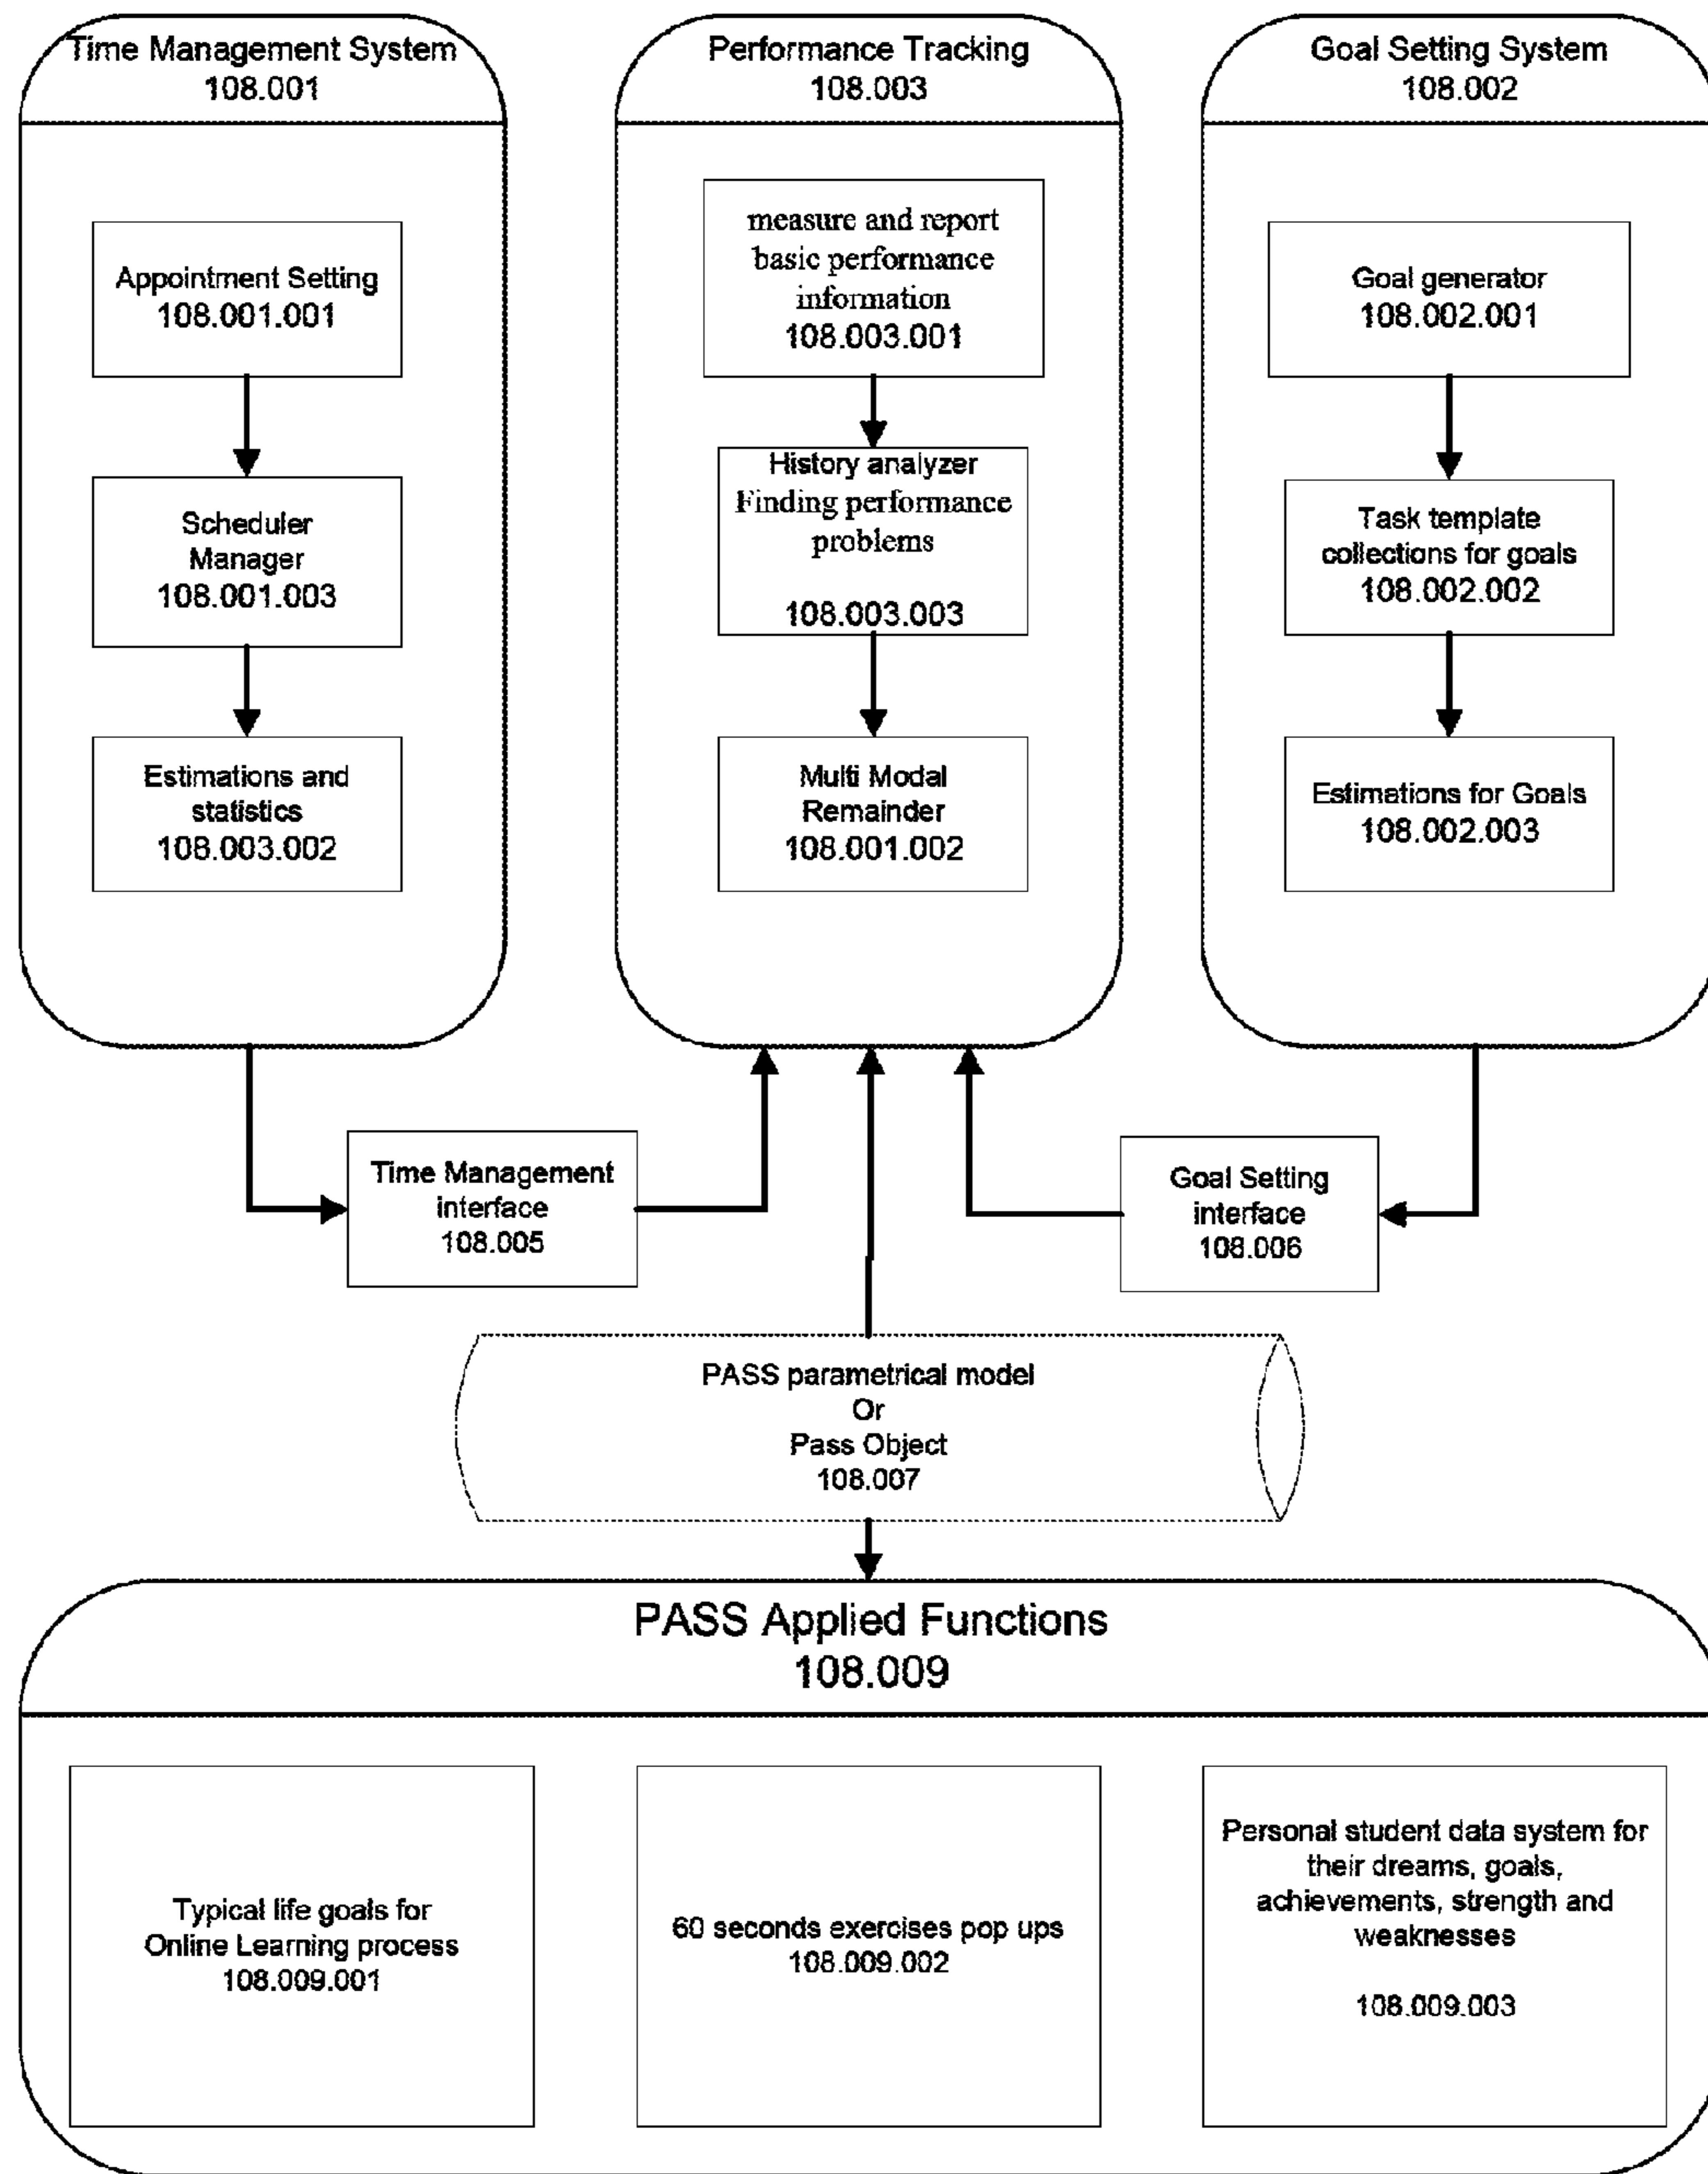 Time Management System
108.001
Appointment Setting
108.001.001
Scheduler
Manager
108.001.003
Estimations and
statistics
108.003.002
Performance Tracking
108.003
measure and report
basic performance
information
108.003.001
History analyzer
Finding performance
problems
108.003.003
Multi Modal
Remainder
108.001.002
Goal Setting System
108.002
Goal generator
108.002.001
Task template
collections for goals
108.002.002
Estimations for Goals
108.002.003
Time Management
interface
108.005
Goal Setting
interface
108.006
PASS parametrical model
Or
Pass Object
108.007
PASS Applied Functions
108.009
Typical life goals for
Online Learning process
108.009.001
60 seconds exercises pop ups
108.009.002
Personal student data system for
their dreams, goals,
achievements, strength and
weaknesses
108.009.003